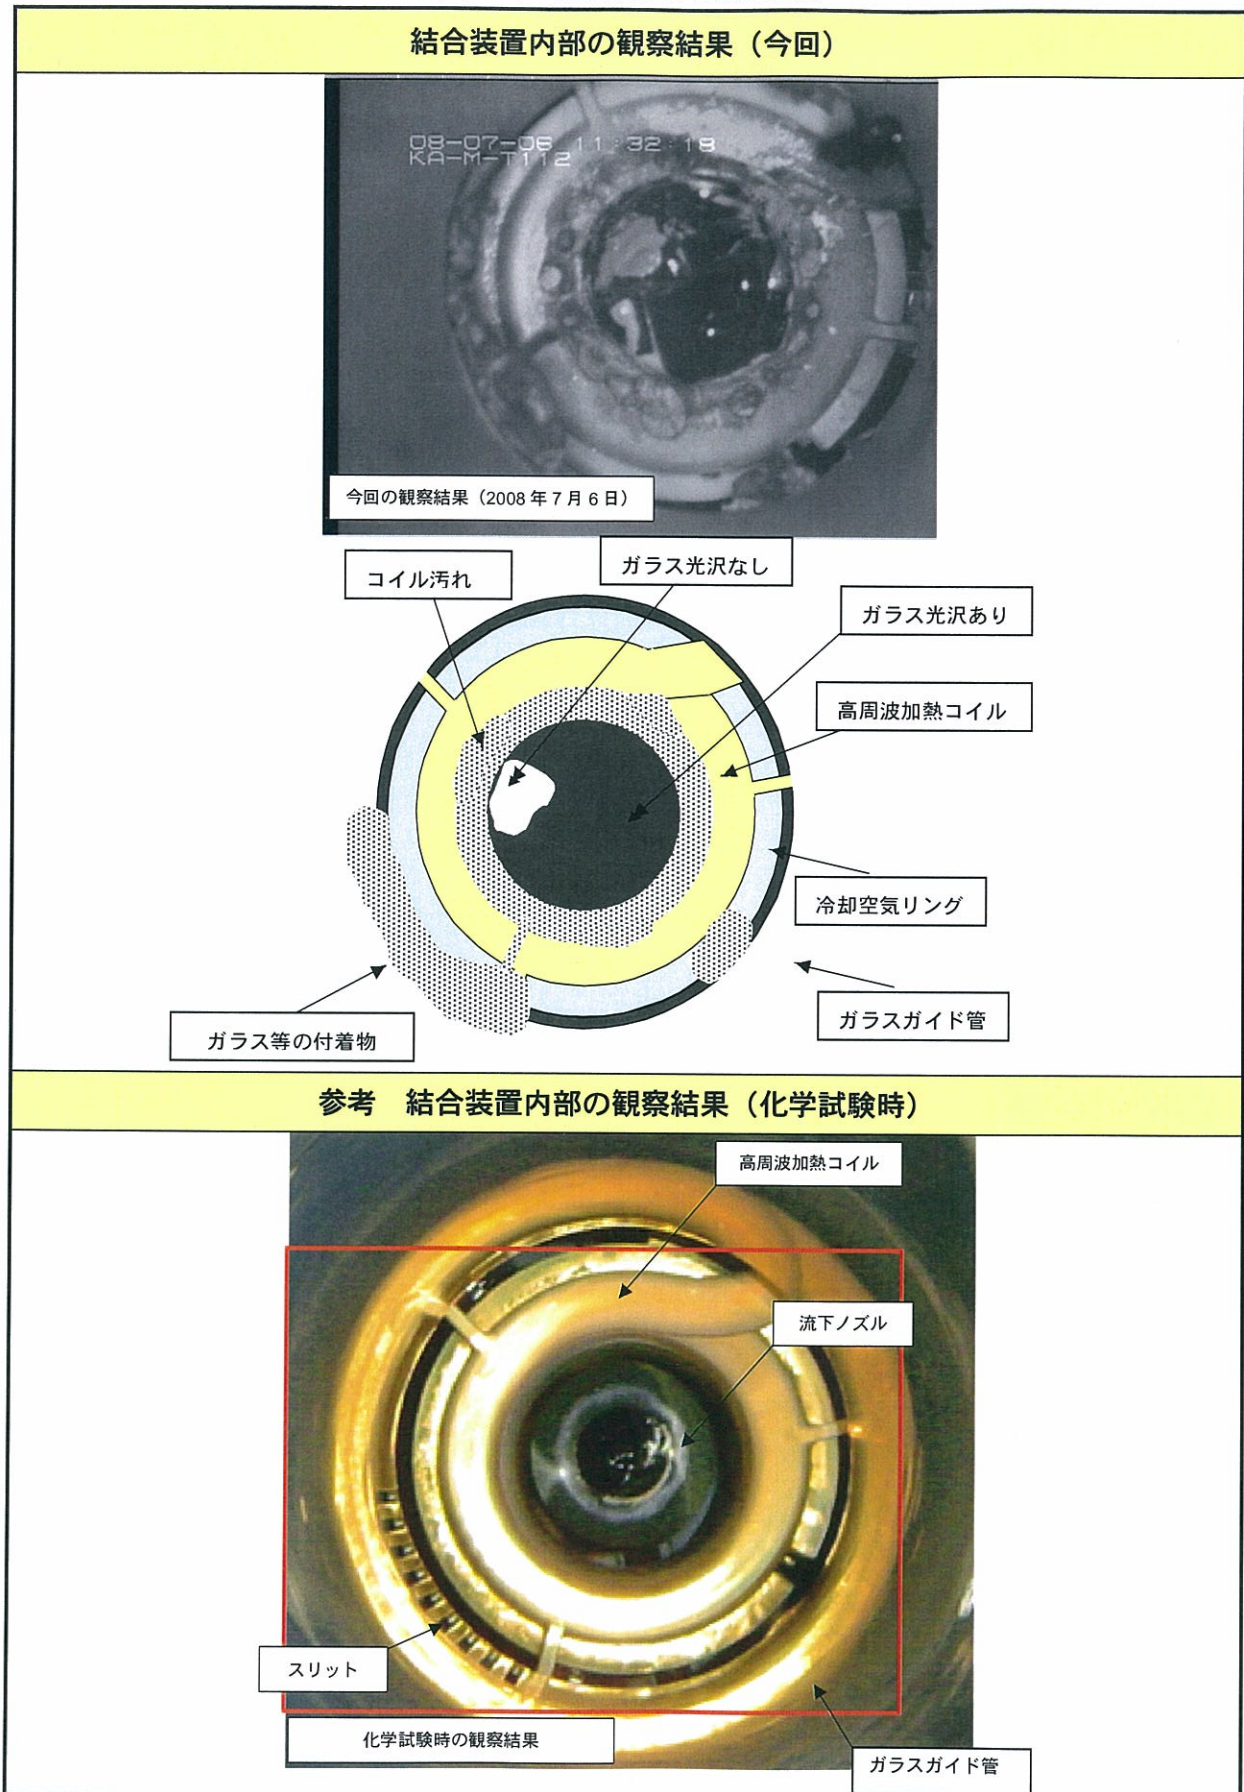 結合装置内部の観察結果（今回）
08-07-06 11:32:18
KA-M-T112
今回の観察結果（2008年7月6日）
コイル汚れ
ガラス光沢なし
ガラス光沢あり
高周波加熱コイル
冷却空気リング
ガラスガイド管
ガラス等の付着物
参考　結合装置内部の観察結果（化学試験時）
高周波加熱コイル
流下ノズル
スリット
化学試験時の観察結果
ガラスガイド管